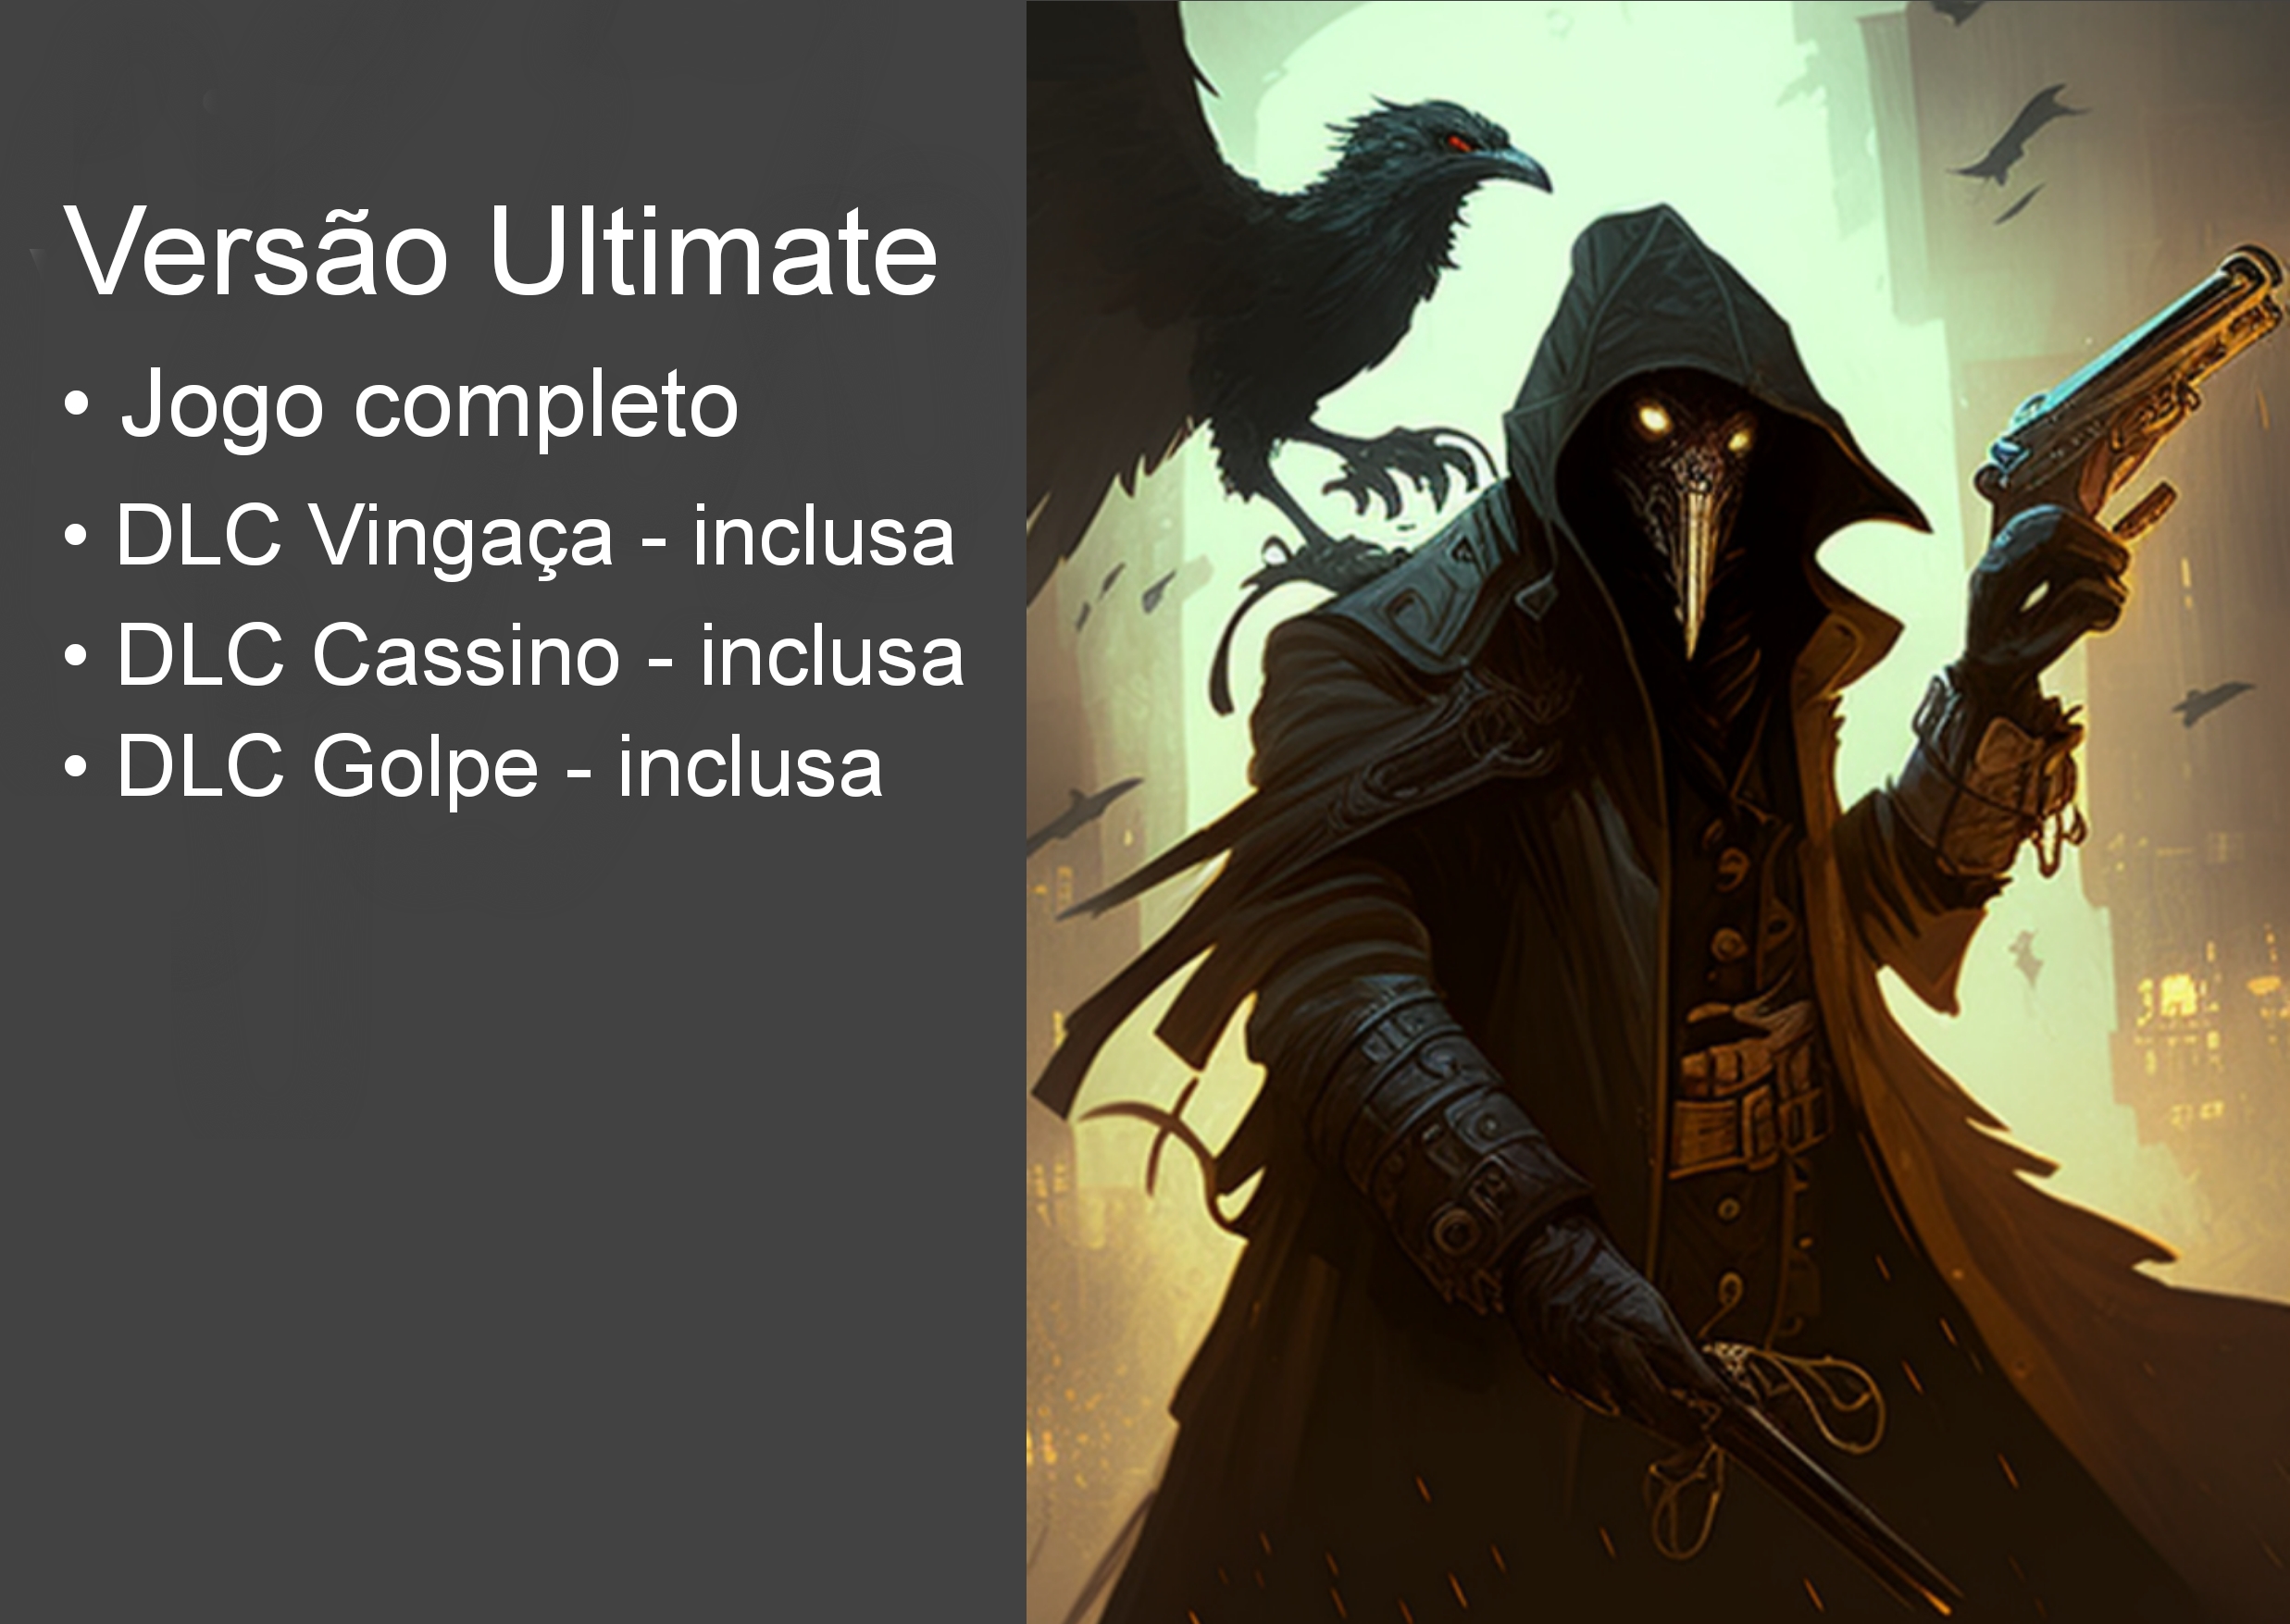 Versão Ultimate
• Jogo completo
• DLC Vingaça - inclusa
• DLC Cassino - inclusa
• DLC Golpe - inclusa